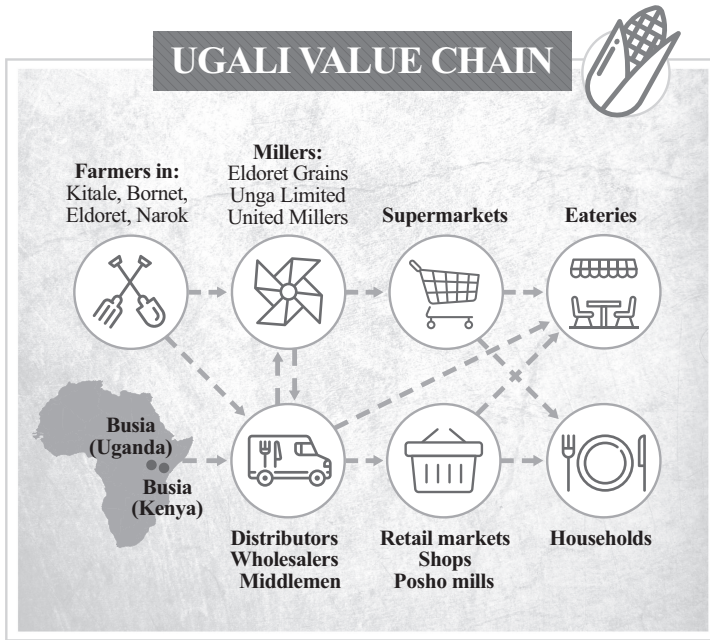 UGALI VALUE CHAIN
Farmers in:
Kitale, Bornet,
Eldoret, Narok
Millers:
Eldoret Grains
Unga Limited
United Millers
Supermarkets
Eateries
Busia
(Uganda)
Busia
(Kenya)
Distributors
Wholesalers
Middlemen
Retail markets
Shops
Posho mills
Households